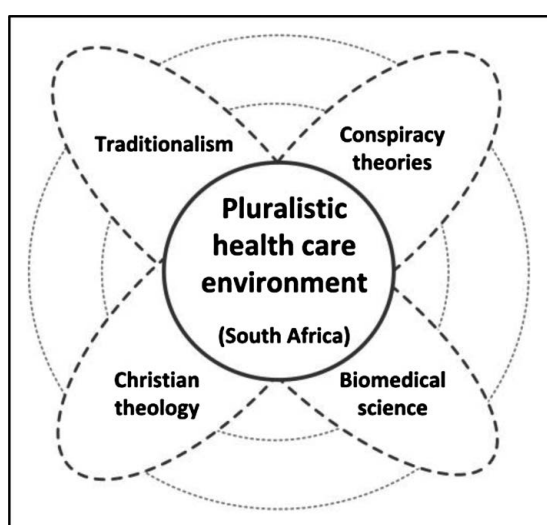 Traditionalism
Conspiracy
theories
Pluralistic
health care
environment
(South Africa)
Christian
theology
Biomedical
science